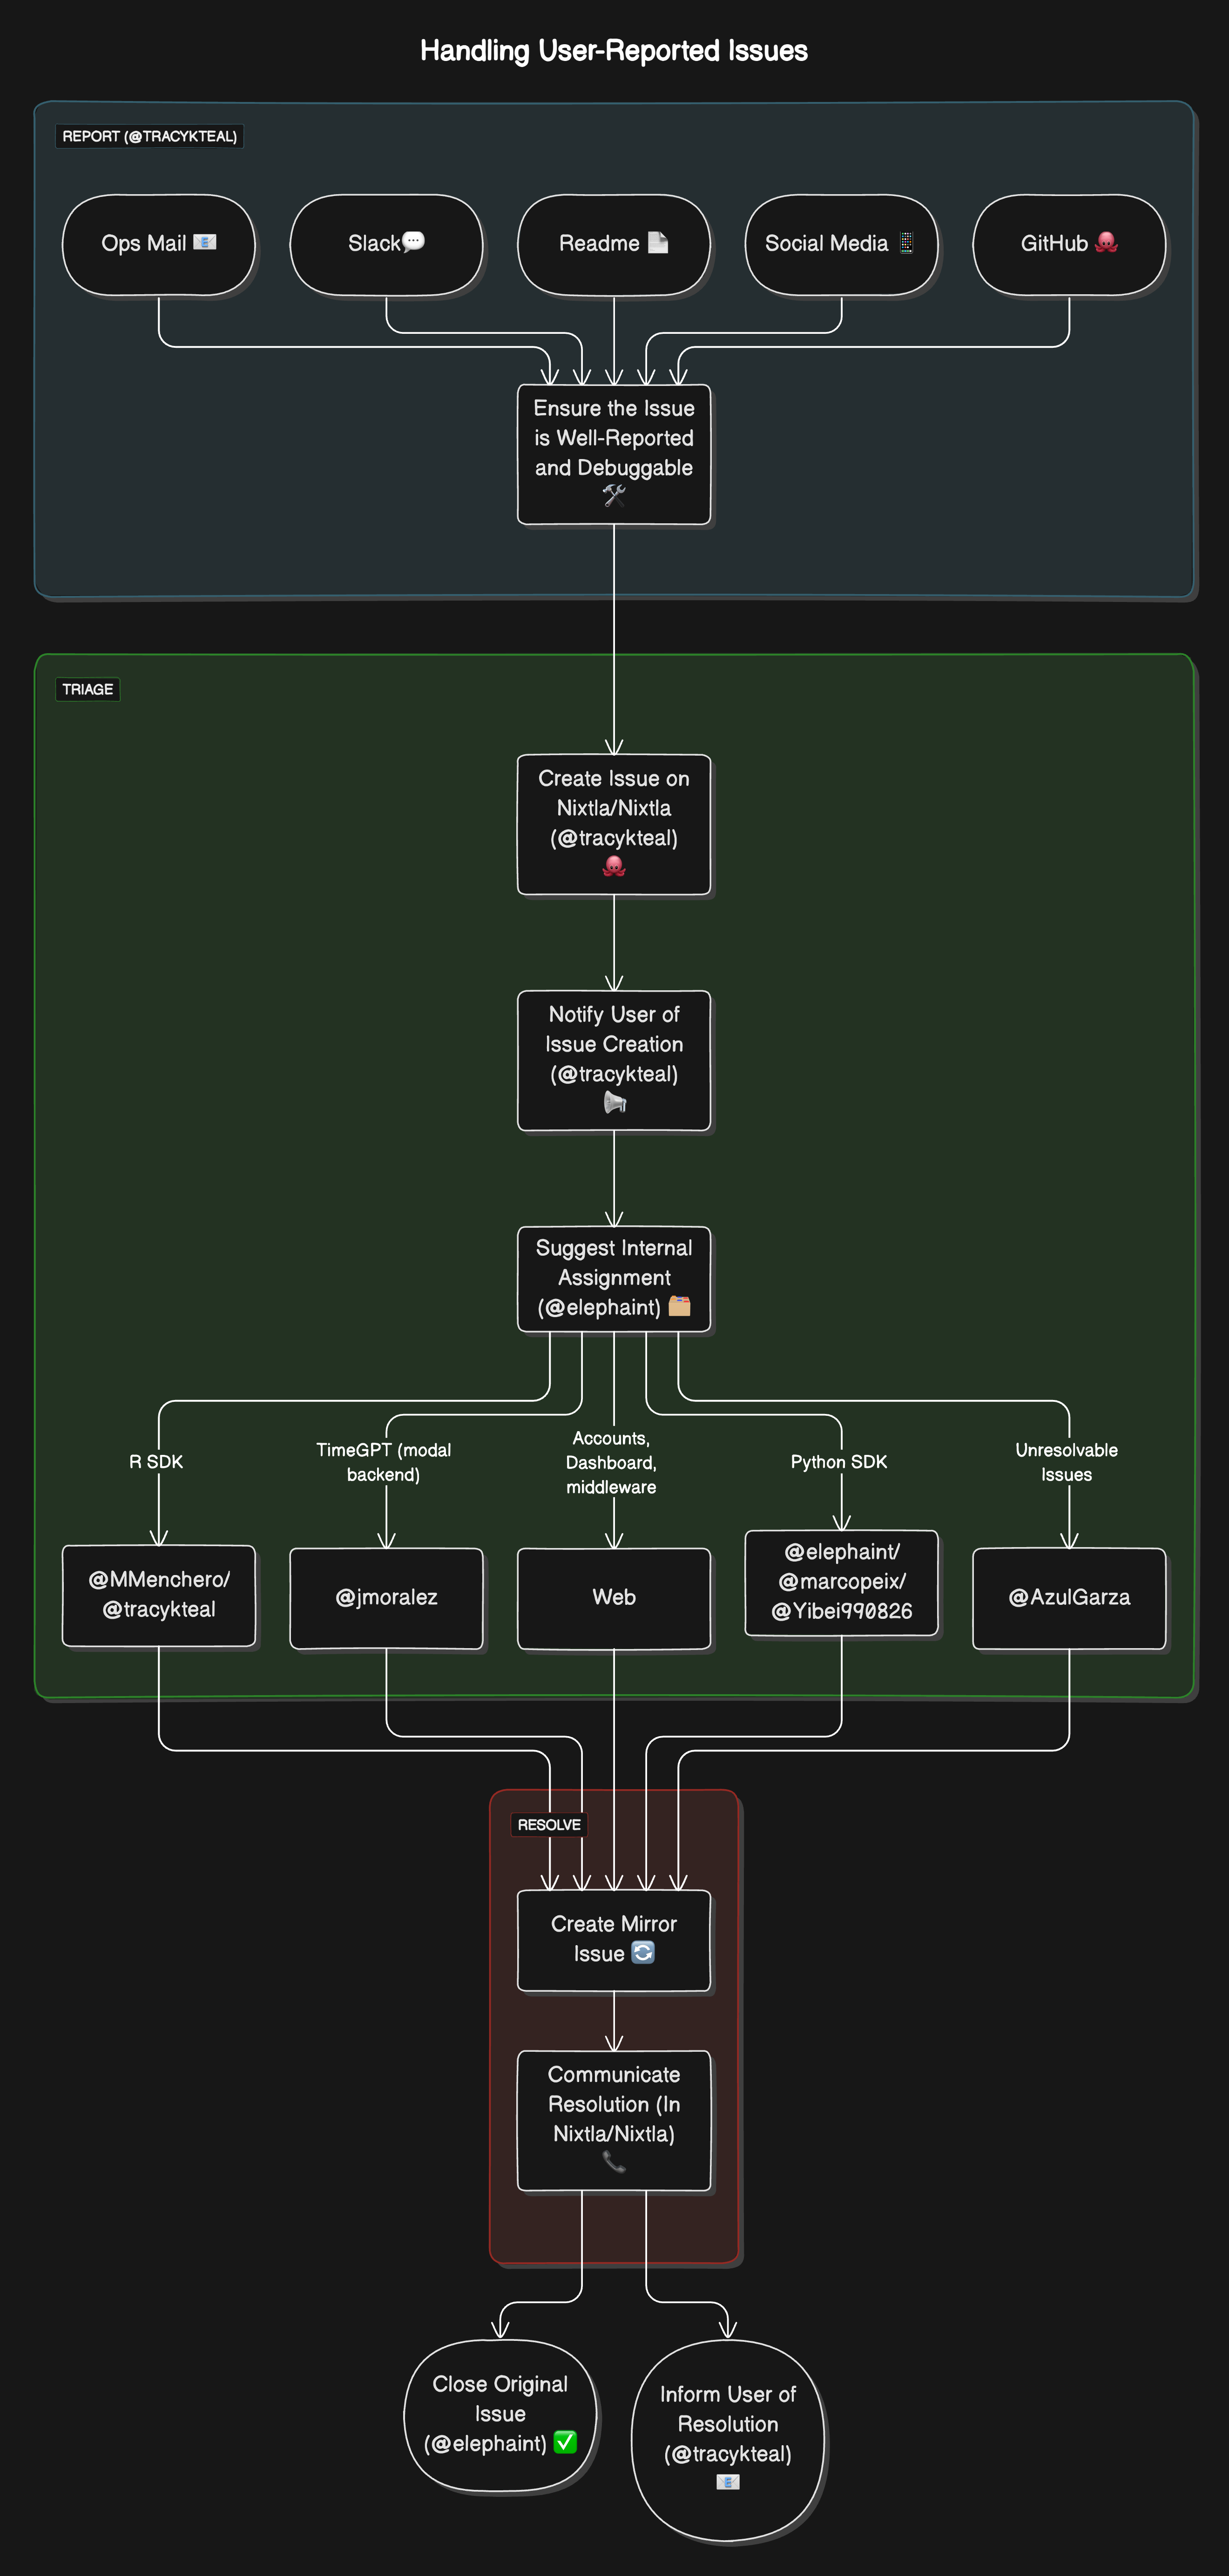 Handling User-Reported Issues
REPORT (@TRACYKTEAL)
Ops Mail 📧
Slack💬
Readme 📄
Social Media 📱
GitHub 🐙
Ensure the Issue
is Well-Reported
and Debuggable
🛠
TRIAGE
Create Issue on
Nixtla/Nixtla
(@tracykteal)
🐙
Notify User of
Issue Creation
(@tracykteal)
📢
Suggest Internal
Assignment
(@elephaint) 🗂
R SDK
TimeGPT (modal
backend)
Accounts,
Dashboard,
middleware
Python SDK
Unresolvable
Issues
@MMenchero/
@tracykteal
@jmoralez
Web
@elephaint/
@marcopeix/
@Yibei990826
@AzulGarza
RESOLVE
Create Mirror
Issue 🔄
Communicate
Resolution (In
Nixtla/Nixtla)
📞
Close Original
Issue
(@elephaint) ✅
Inform User of
Resolution
(@tracykteal)
📧